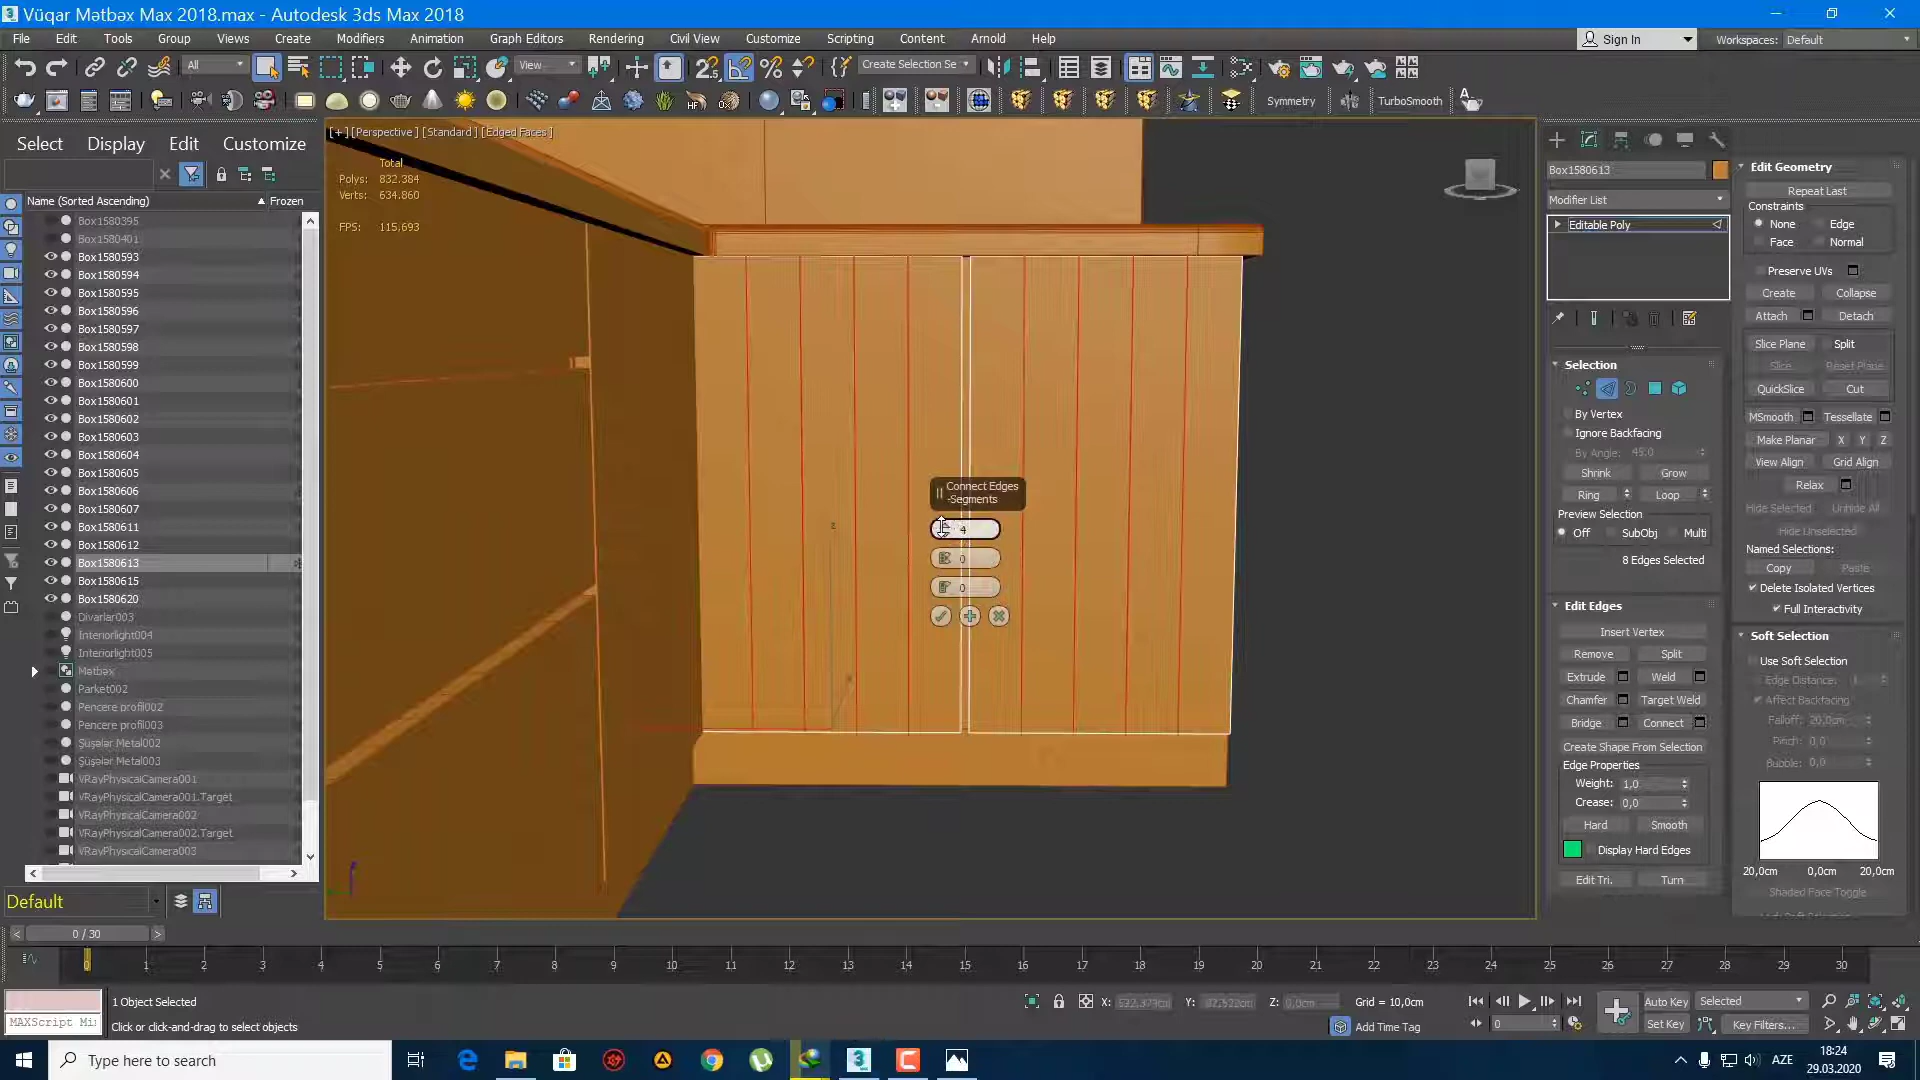 Vüqar Mətbəx Max 2018.max - Autodesk 3ds Max 2018
File Edit Tools Group Views Create Modifiers Animation Graph Editors Rendering Civil View Customize Scripting Content Arnold Help
Sign In
Workspaces: Default
All
View
Create Selection Se
HF
Symmetry
TurboSmooth
Select Display Edit Customize
Name (Sorted Ascending) Frozen
Box1580395
Box1580401
Box1580593
Box1580594
Box1580595
Box1580596
Box1580597
Box1580598
Box1580599
Box1580600
Box1580601
Box1580602
Box1580603
Box1580604
Box1580605
Box1580606
Box1580607
Box1580611
Box1580612
Box1580613
Box1580615
Box1580620
Divarlar003
Interiorlight004
Interiorlight005
Mətbəx
Parket002
Pencere profil002
Pencere profil003
Şüşələr Metal002
Şüşələr Metal003
VRayPhysicalCamera001
VRayPhysicalCamera001.Target
VRayPhysicalCamera002
VRayPhysicalCamera002.Target
VRayPhysicalCamera003
Default
[+] [Perspective] [Standard] [Edged Faces]
Total
Polys: 832.384
Verts: 634.860
FPS: 115.693
z
Connect Edges
-Segments
4
0
0
Box1580613
Modifier List
Editable Poly
Selection
By Vertex
Ignore Backfacing
By Angle: 45.0
Shrink Grow
Ring Loop
Preview Selection
Off SubObj Multi
8 Edges Selected
Edit Edges
Insert Vertex
Remove Split
Extrude Weld
Chamfer Target Weld
Bridge Connect
Create Shape From Selection
Edge Properties
Weight: 1,0
Crease: 0,0
Hard Smooth
Display Hard Edges
Edit Tri. Turn
Edit Geometry
Repeat Last
Constraints
None Edge
Face Normal
Preserve UVs
Create Collapse
Attach Detach
Slice Plane Split
Slice Reset Plane
QuickSlice Cut
MSmooth Tessellate
Make Planar X Y Z
View Align Grid Align
Relax
Hide Selected Unhide All
Hide Unselected
Named Selections:
Copy Paste
Delete Isolated Vertices
Full Interactivity
Soft Selection
Use Soft Selection
Edge Distance: 1
Affect Backfacing
Falloff: 20,0cm
Pinch: 0,0
Bubble: 0,0
20,0cm 0,0cm 20,0cm
Shaded Face Toggle
0 / 30
0 1 2 3 4 5 6 7 8 9 10 11 12 13 14 15 16 17 18 19 20 21 22 23 24 25 26 27 28 29 30
1 Object Selected
MAXScript Mi
Click or click-and-drag to select objects
X: Y: Z: 0,0cm Grid = 10,0cm
Add Time Tag
0
Auto Key Selected
Set Key Key Filters...
Type here to search
AZE
18:24
29.03.2020